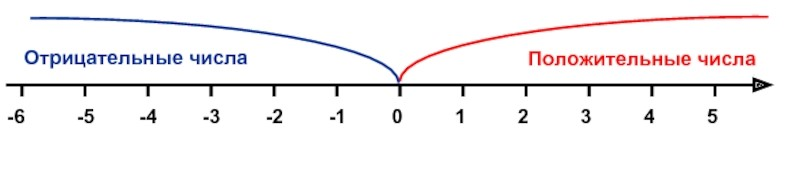 Отрицательные числа Положительные числа
-6 -5 -4 -3 -2 -1 0 1 2 3 4 5